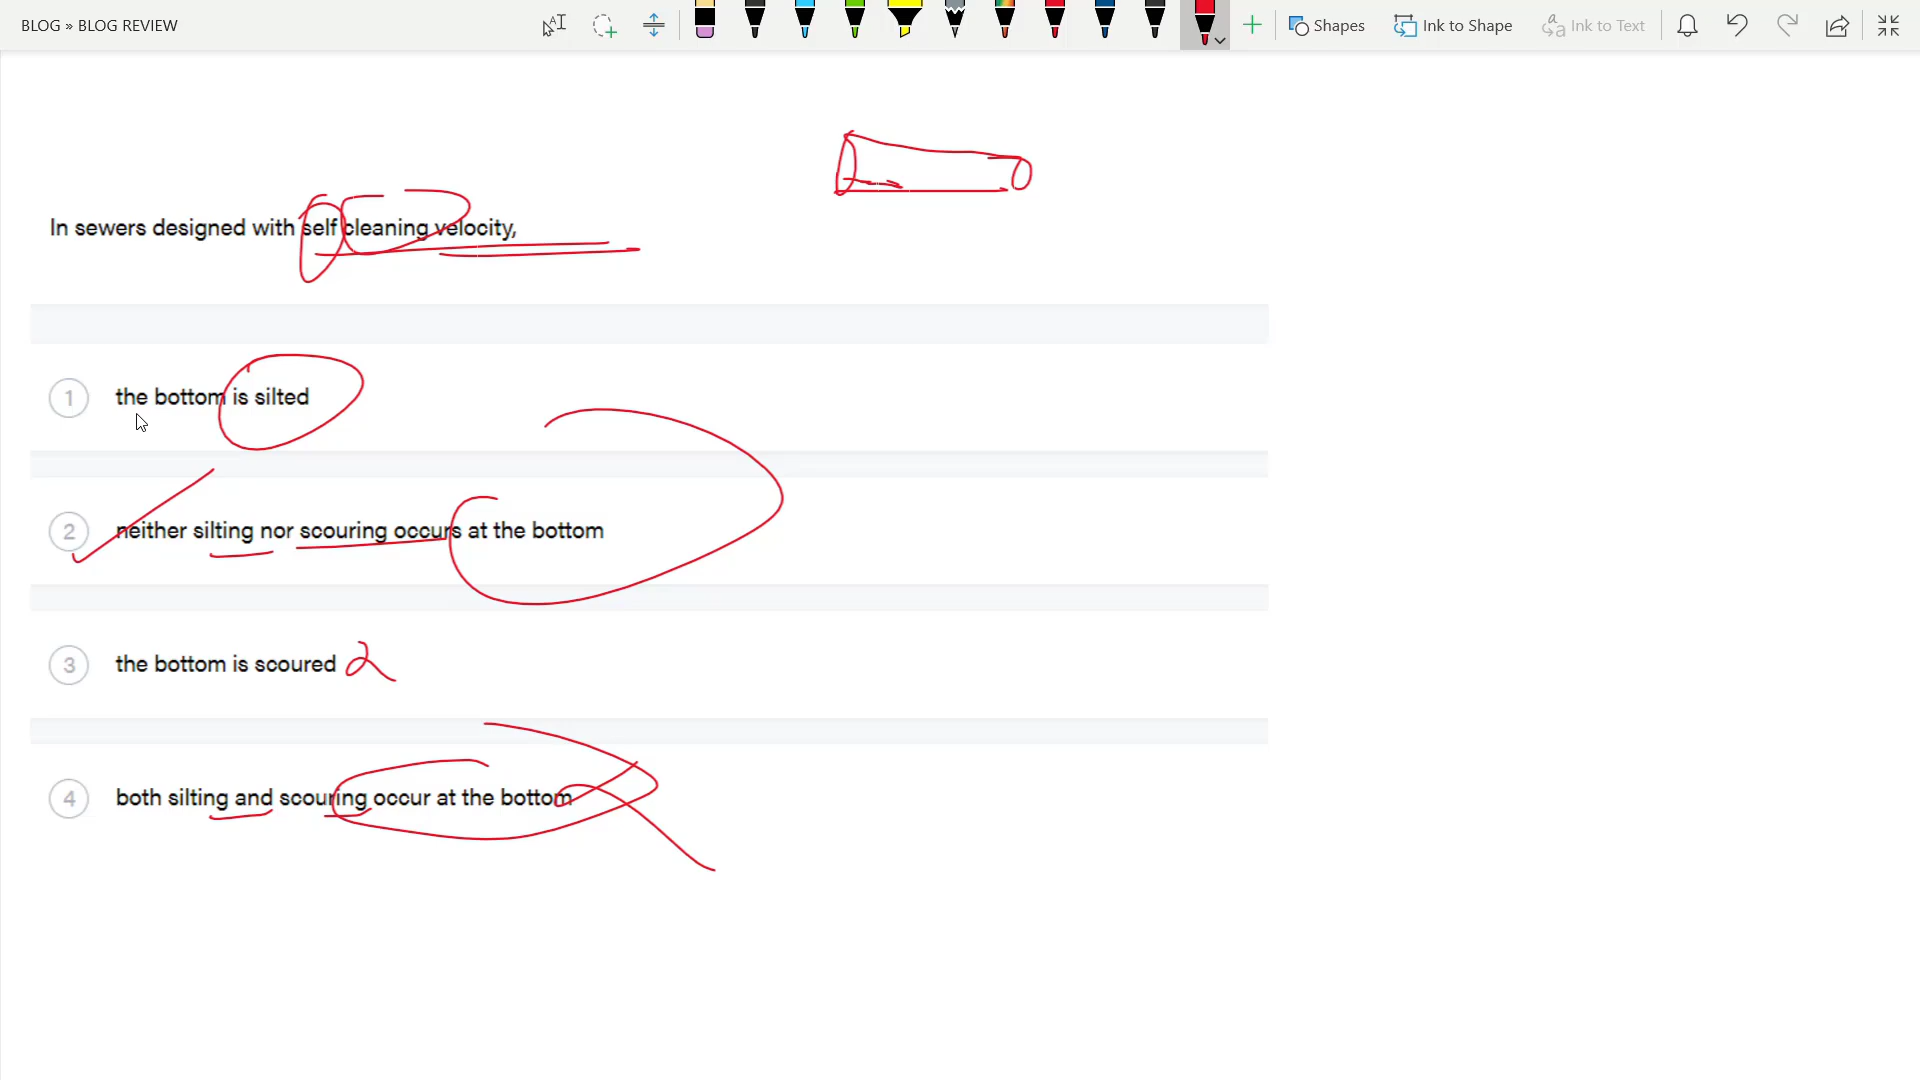 BLOG » BLOG REVIEW
Shapes
Ink to Shape
Ink to Text
In sewers designed with self cleaning velocity,
1 the bottom is silted
2 neither silting nor scouring occurs at the bottom
3 the bottom is scoured
4 both silting and scouring occur at the bottom